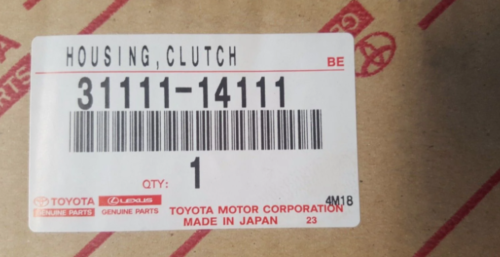 HOUSING, CLUTCH
BE
31111-14111
QTY: 1
4M18
TOYOTA LEXUS
GENUINE PARTS GENUINE PARTS
TOYOTA MOTOR CORPORATION
MADE IN JAPAN 23